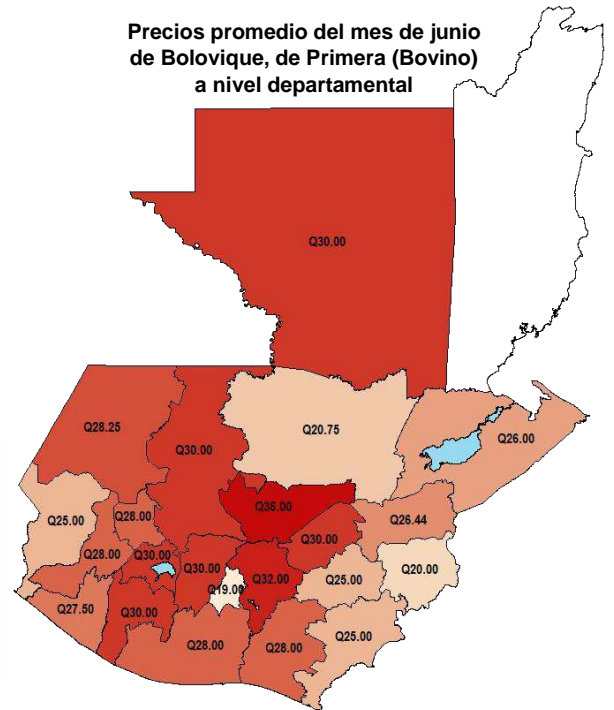 Precios promedio del mes de junio
de Bolovique, de Primera (Bovino)
a nivel departamental
Q30.00
Q28.25
Q30.00
Q20.75
Q26.00
Q25.00
Q28.00
Q36.00
Q26.44
Q28.00
Q30.00
Q30.00
Q30.00
Q32.00
Q25.00
Q20.00
Q19.00
Q27.50
Q30.00
Q28.00
Q28.00
Q25.00